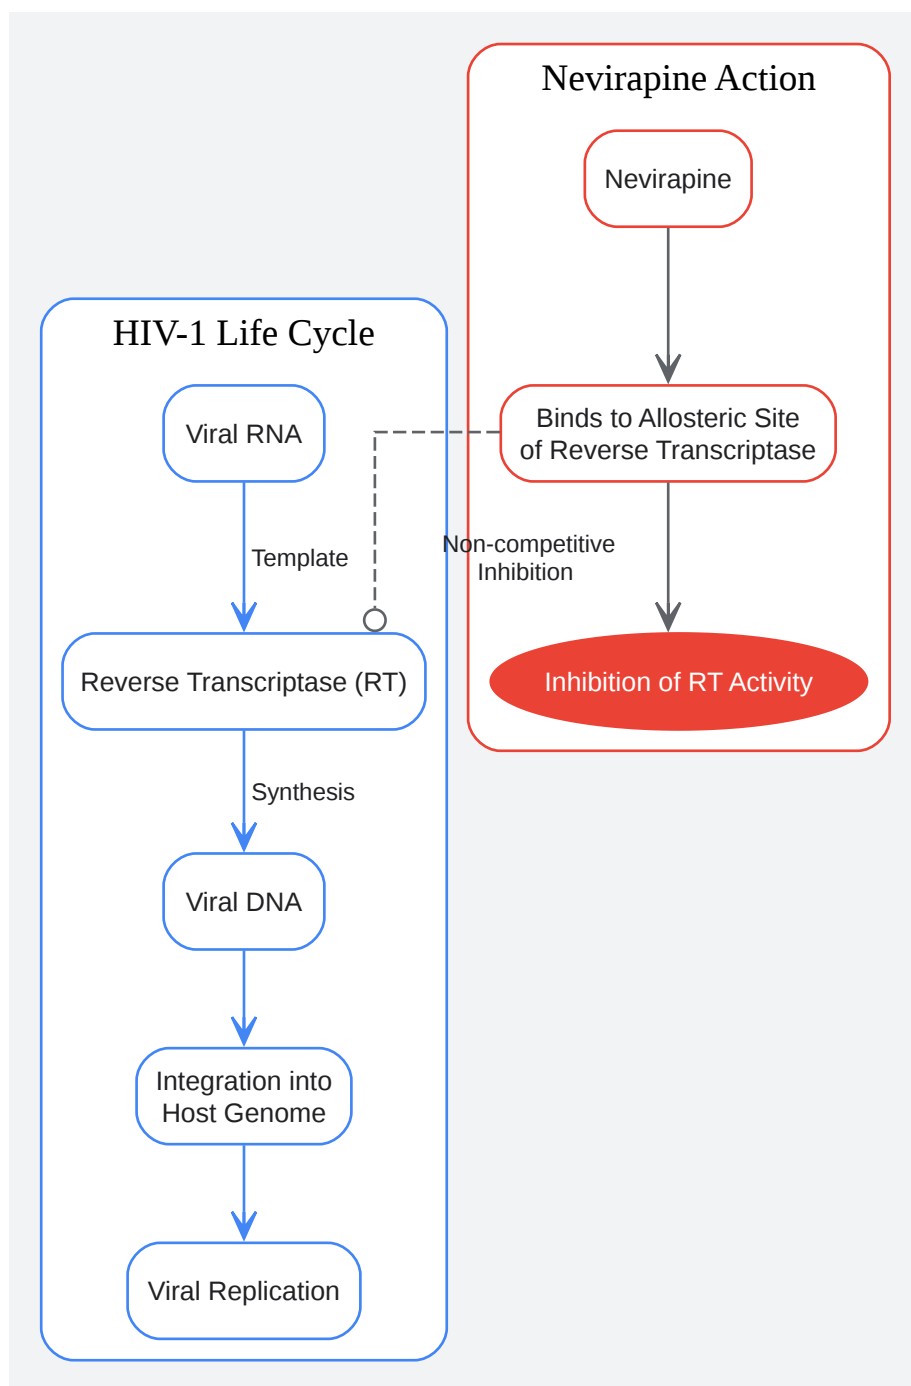 Nevirapine Action
Nevirapine
Binds to Allosteric Site
of Reverse Transcriptase
Non-competitive
Inhibition
Inhibition of RT Activity
HIV-1 Life Cycle
Viral RNA
Template
Reverse Transcriptase (RT)
Synthesis
Viral DNA
Integration into
Host Genome
Viral Replication